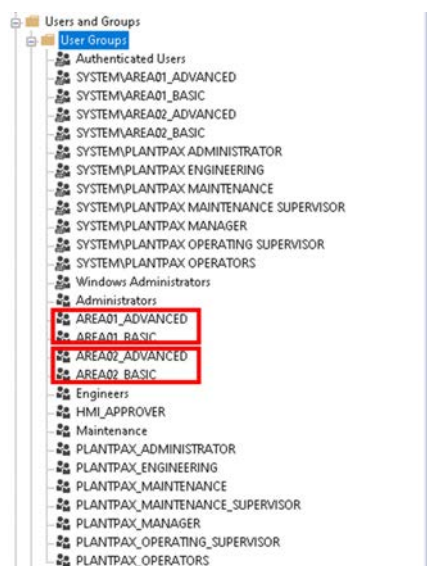 Users and Groups
User Groups
Authenticated Users
SYSTEM\AREA01_ADVANCED
SYSTEM\AREA01_BASIC
SYSTEM\AREA02_ADVANCED
SYSTEM\AREA02_BASIC
SYSTEM\PLANTPAX ADMINISTRATOR
SYSTEM\PLANTPAX ENGINEERING
SYSTEM\PLANTPAX MAINTENANCE
SYSTEM\PLANTPAX MAINTENANCE SUPERVISOR
SYSTEM\PLANTPAX MANAGER
SYSTEM\PLANTPAX OPERATING SUPERVISOR
SYSTEM\PLANTPAX OPERATORS
Windows Administrators
Administrators
AREA01_ADVANCED
AREA01_BASIC
AREA02_ADVANCED
AREA02_BASIC
Engineers
HMI_APPROVER
Maintenance
PLANTPAX_ADMINISTRATOR
PLANTPAX_ENGINEERING
PLANTPAX_MAINTENANCE
PLANTPAX_MAINTENANCE_SUPERVISOR
PLANTPAX_MANAGER
PLANTPAX_OPERATING_SUPERVISOR
PLANTPAX_OPERATORS